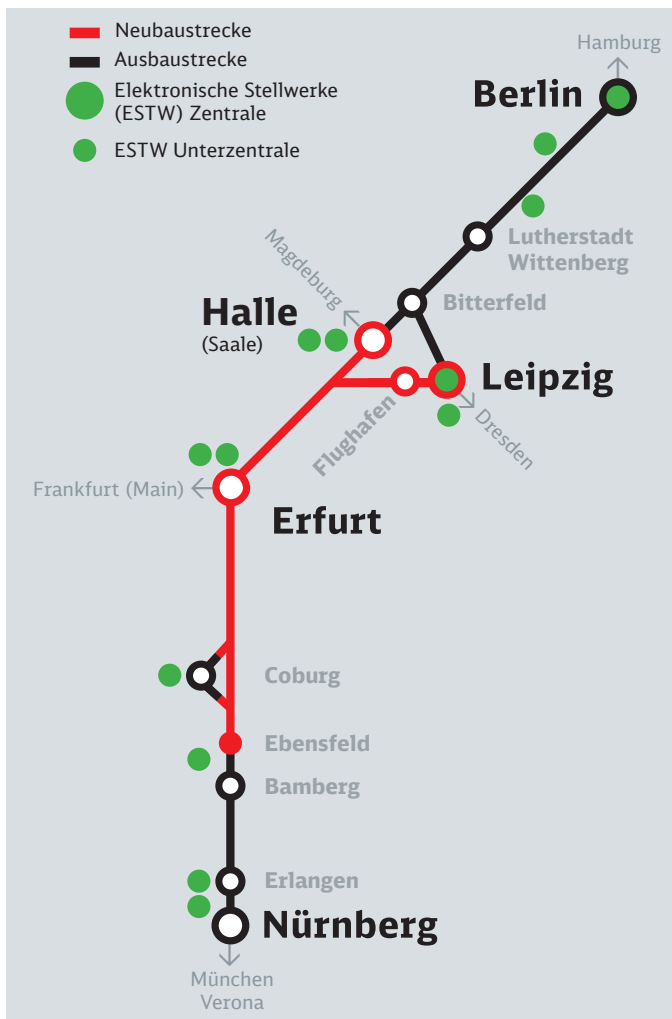 Neubaustrecke
Ausbaustrecke
Elektronische Stellwerke
(ESTW) Zentrale
ESTW Unterzentrale
Hamburg
Berlin
Lutherstadt
Wittenberg
Magdeburg
Bitterfeld
Halle
(Saale)
Leipzig
Flughafen
Dresden
Frankfurt (Main)
Erfurt
Coburg
Ebensfeld
Bamberg
Erlangen
Nürnberg
München
Verona